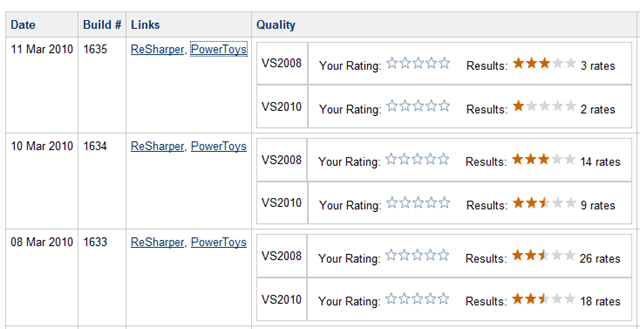 Date Build # Links Quality
11 Mar 2010 1635 ReSharper, PowerToys VS2008 Your Rating: Results: 3 rates
VS2010 Your Rating: Results: 2 rates
10 Mar 2010 1634 ReSharper, PowerToys VS2008 Your Rating: Results: 14 rates
VS2010 Your Rating: Results: 9 rates
08 Mar 2010 1633 ReSharper, PowerToys VS2008 Your Rating: Results: 26 rates
VS2010 Your Rating: Results: 18 rates